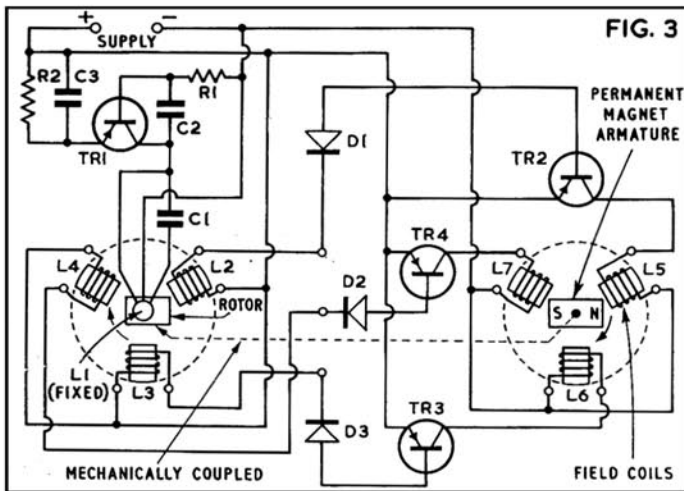 FIG. 3
+ −
SUPPLY
R2
C3
R1
C2
TR1
D1
PERMANENT
MAGNET
ARMATURE
TR2
C1
TR4
L4
L2
D2
L7
L5
S N
ROTOR
L1
(FIXED)
L3
L6
TR3
D3
MECHANICALLY COUPLED
FIELD COILS